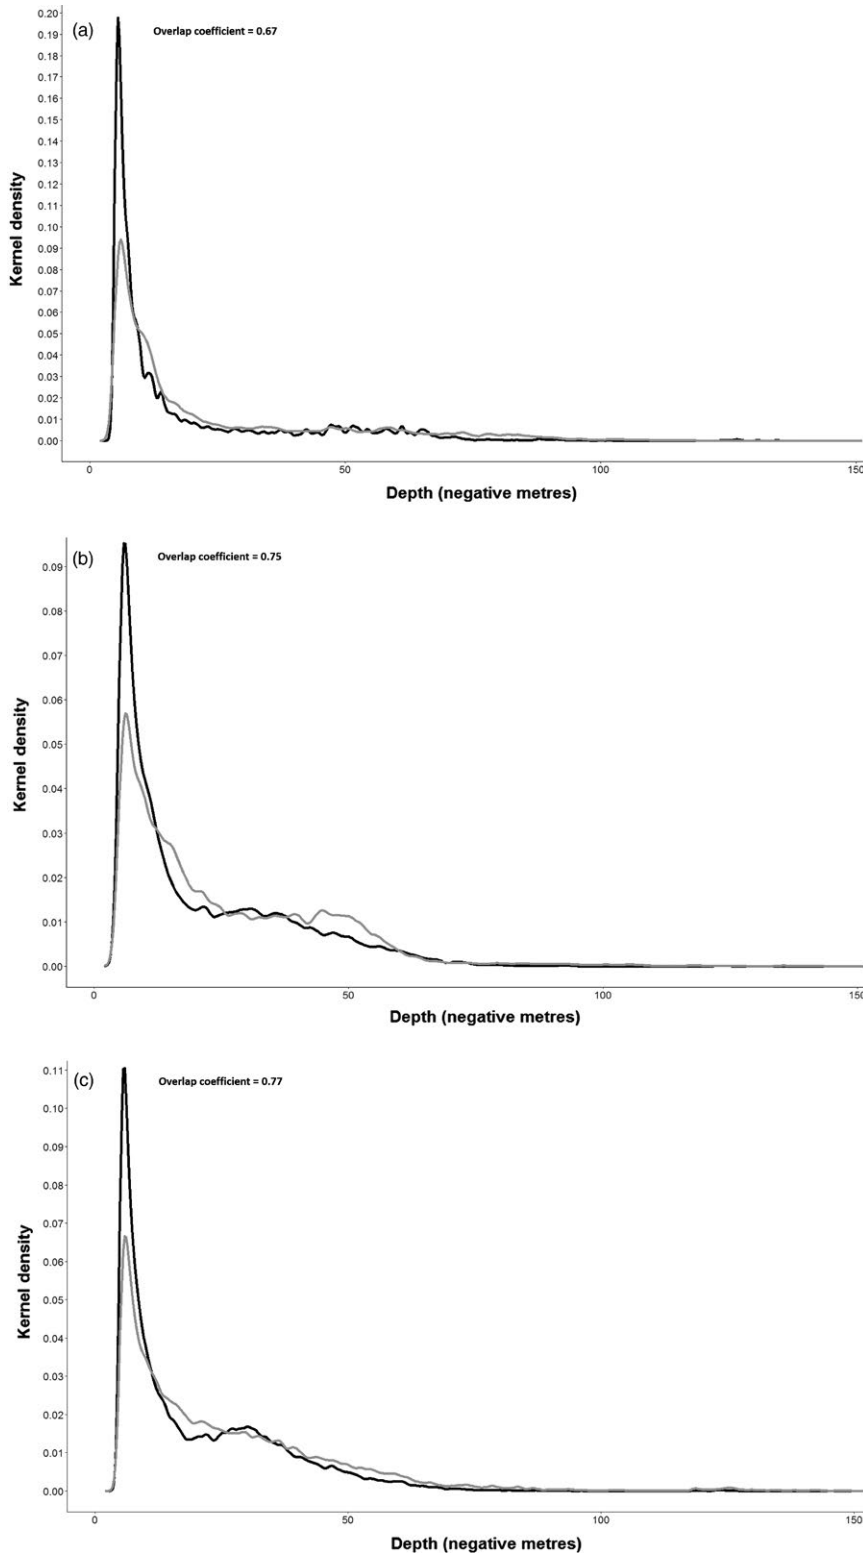 (a)
Overlap coefficient = 0.67
0.20
0.19
0.18
0.17
0.16
0.15
0.14
0.13
0.12
0.11
0.10
0.09
0.08
0.07
0.06
0.05
0.04
0.03
0.02
0.01
0.00
Kernel density
0 50 100 150
Depth (negative metres)
(b)
Overlap coefficient = 0.75
0.09
0.08
0.07
0.06
0.05
0.04
0.03
0.02
0.01
0.00
Kernel density
0 50 100 150
Depth (negative metres)
(c)
Overlap coefficient = 0.77
0.11
0.10
0.09
0.08
0.07
0.06
0.05
0.04
0.03
0.02
0.01
0.00
Kernel density
0 50 100 150
Depth (negative metres)